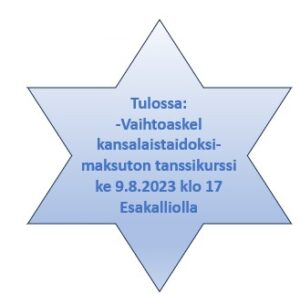 Tulossa:
-Vaihtoaskel
kansalaistaidoksi-
maksuton tanssikurssi
ke 9.8.2023 klo 17
Esakalliolla